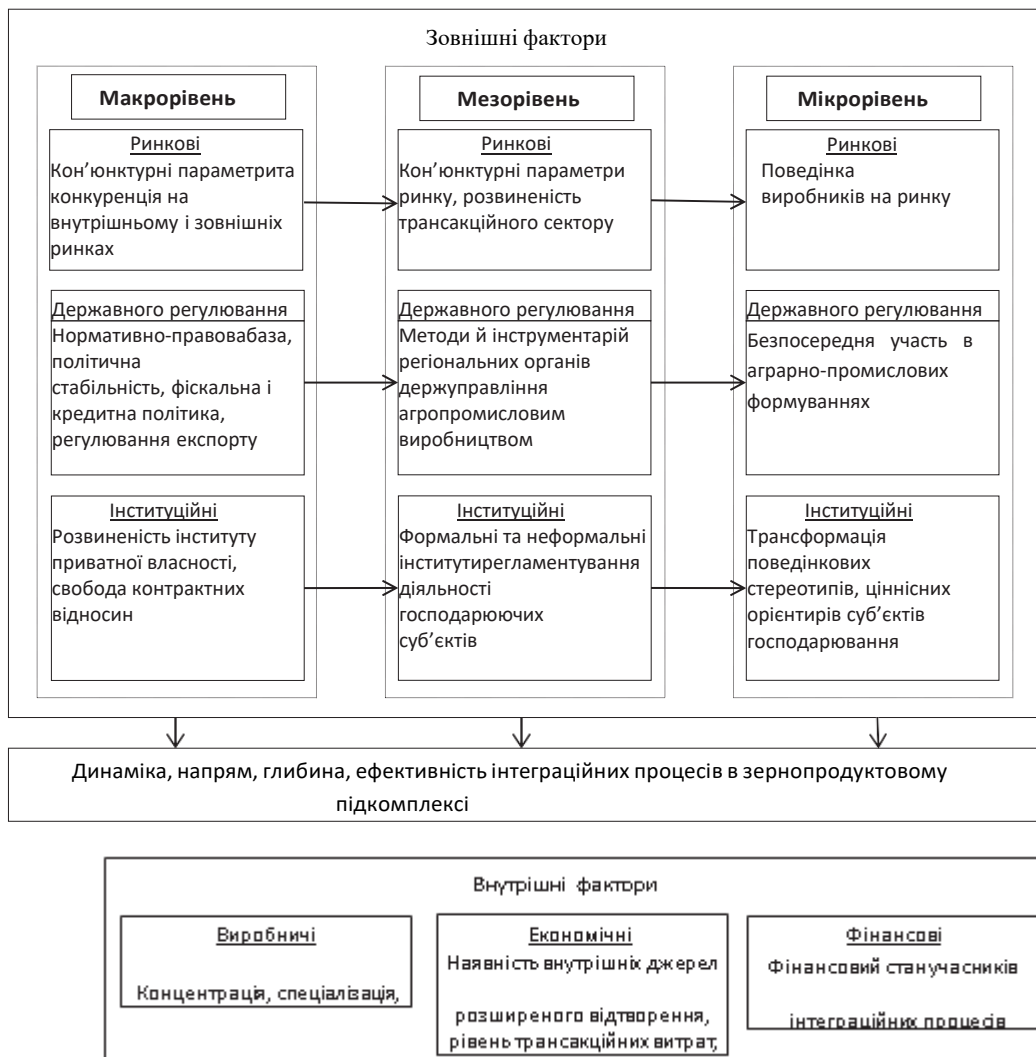 Зовнішні фактори
Макрорівень
Ринкові
Кон’юнктурні параметрита
конкуренція на
внутрішньому і зовнішніх
ринках
Державного регулювання
Нормативно-правовабаза,
політична
стабільність, фіскальна і
кредитна політика,
регулювання експорту
Інституційні
Розвиненість інституту
приватної власності,
свобода контрактних
відносин
Мезорівень
Ринкові
Кон’юнктурні параметри
ринку, розвиненість
трансакційного сектору
Державного регулювання
Методи й інструментарій
регіональних органів
держуправління
агропромисловим
виробництвом
Інституційні
Формальні та неформальні
інститутирегламентування
діяльності
господарюючих
суб’єктів
Мікрорівень
Ринкові
Поведінка
виробників на ринку
Державного регулювання
Безпосередня участь в
аграрно-промислових
формуваннях
Інституційні
Трансформація
поведінкових
стереотипів, ціннісних
орієнтирів суб’єктів
господарювання
Динаміка, напрям, глибина, ефективність інтеграційних процесів в зернопродуктовому
підкомплексі
Внутрішні фактори
Виробничі
Концентрація, спеціалізація,
Економічні
Наявність внутрішніх джерел
розширеного відтворення,
рівень трансакційних витрат,
Фінансові
Фінансовий станучасників
інтеграційних процесів